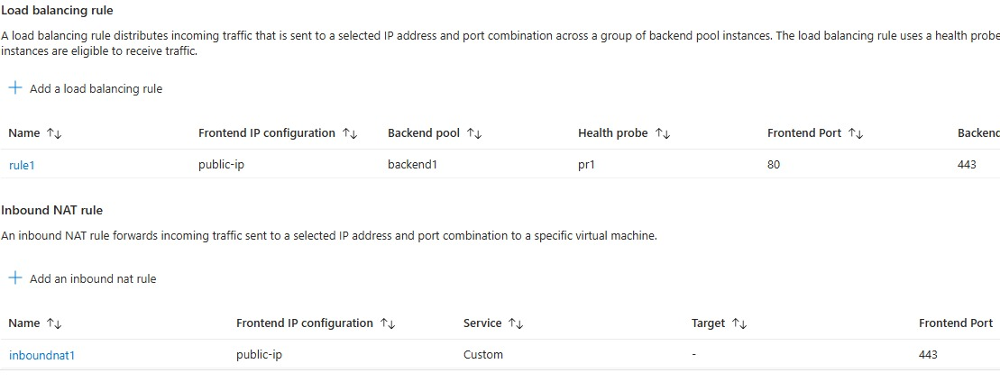 Load balancing rule
A load balancing rule distributes incoming traffic that is sent to a selected IP address and port combination across a group of backend pool instances. The load balancing rule uses a health probe
instances are eligible to receive traffic.
Add a load balancing rule
Name ↑↓ Frontend IP configuration ↑↓ Backend pool ↑↓ Health probe ↑↓ Frontend Port ↑↓ Backend
rule1 public-ip backend1 pr1 80 443
Inbound NAT rule
An inbound NAT rule forwards incoming traffic sent to a selected IP address and port combination to a specific virtual machine.
Add an inbound nat rule
Name ↑↓ Frontend IP configuration ↑↓ Service ↑↓ Target ↑↓ Frontend Port
inboundnat1 public-ip Custom - 443